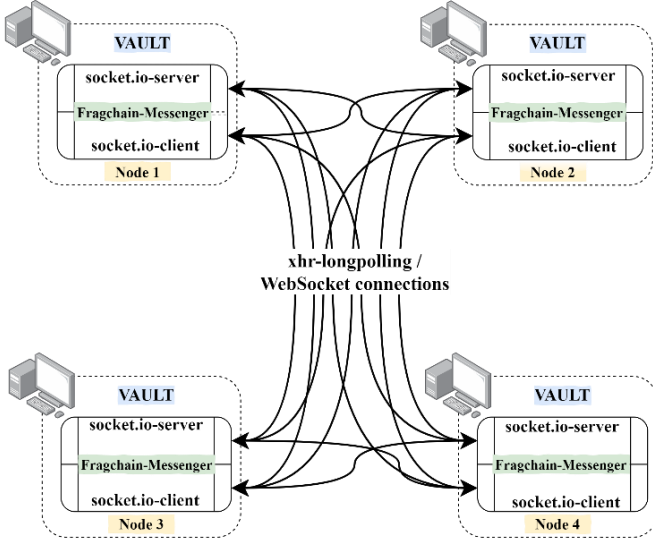 VAULT
socket.io-server
Fragchain-Messenger
socket.io-client
Node 1
VAULT
socket.io-server
Fragchain-Messenger
socket.io-client
Node 2
xhr-longpolling /
WebSocket connections
VAULT
socket.io-server
Fragchain-Messenger
socket.io-client
Node 3
VAULT
socket.io-server
Fragchain-Messenger
socket.io-client
Node 4